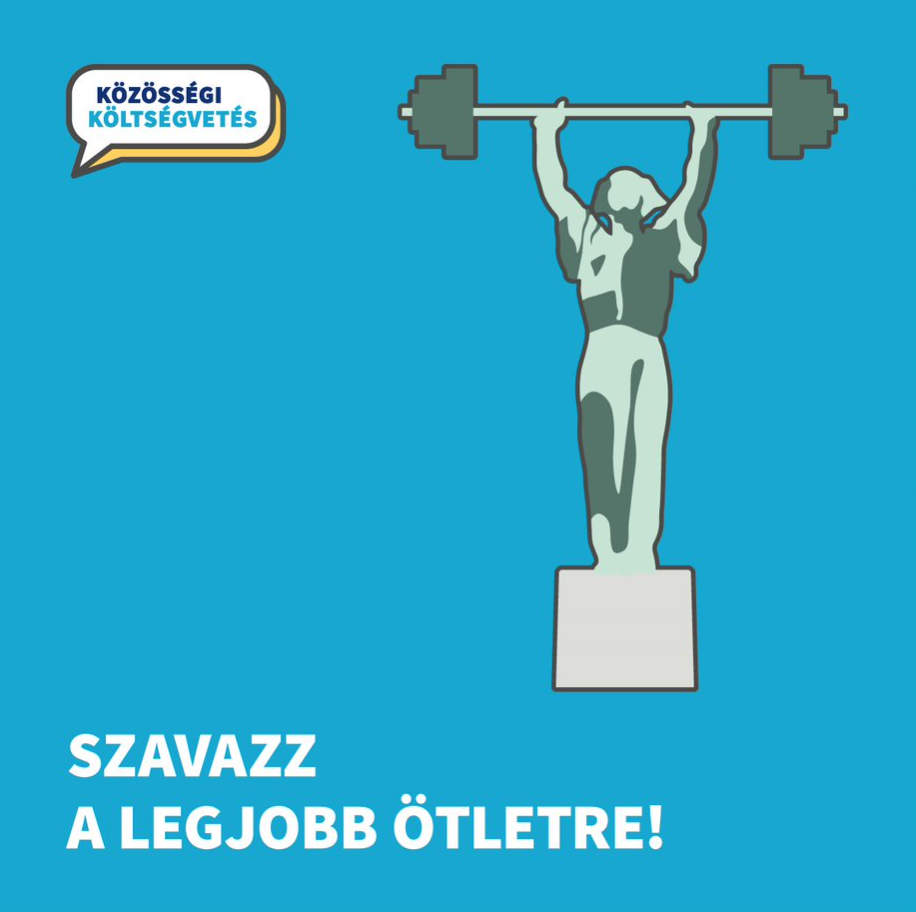 KÖZÖSSÉGI
KÖLTSÉGVETÉS
SZAVAZZ
A LEGJOBB ÖTLETRE!